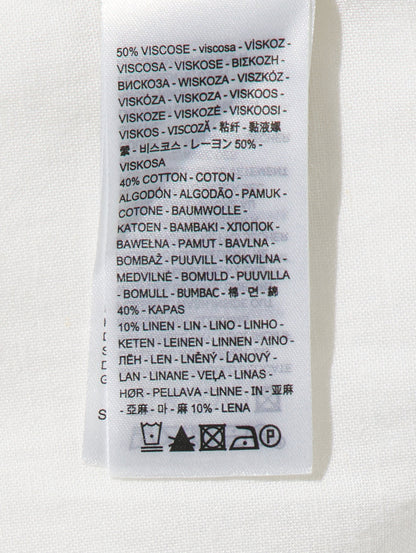 50% VISCOSE - viscosa - VİSKOZ -
VISCOSA - VISKOSE - ΒΙΣΚΟΖΗ -
ВИСКОЗА - WISKOZA - VISZKÓZ -
VISKÓZA - VISKOZA - VISKOOS -
VISKOZE - VISKOZĖ - VISKOOSI -
VISKOS - VISCOZĂ - 粘纤 - 黏液嫘
縈 - 비스코스 - レーヨン 50% -
VISKOSA
40% COTTON - COTON -
ALGODÓN - ALGODÃO - PAMUK -
COTONE - BAUMWOLLE -
KATOEN - BAMBAKI - ХЛОПОК -
BAWEŁNA - PAMUT - BAVLNA -
BOMBAŽ - PUUVILL - KOKVILNA -
MEDVILNĖ - BOMULD - PUUVILLA
- BOMULL - BUMBAC - 棉 - 면 - 綿
40% - KAPAS
10% LINEN - LIN - LINO - LINHO -
KETEN - LEINEN - LINNEN - ΛΙΝΟ -
ЛЁН - LEN - LNĚNÝ - ĽANOVÝ -
LAN - LINANE - VEĻA - LINAS -
HØR - PELLAVA - LINNE - IN - 亚麻
- 亞麻 - 마 - 麻 10% - LENA
P